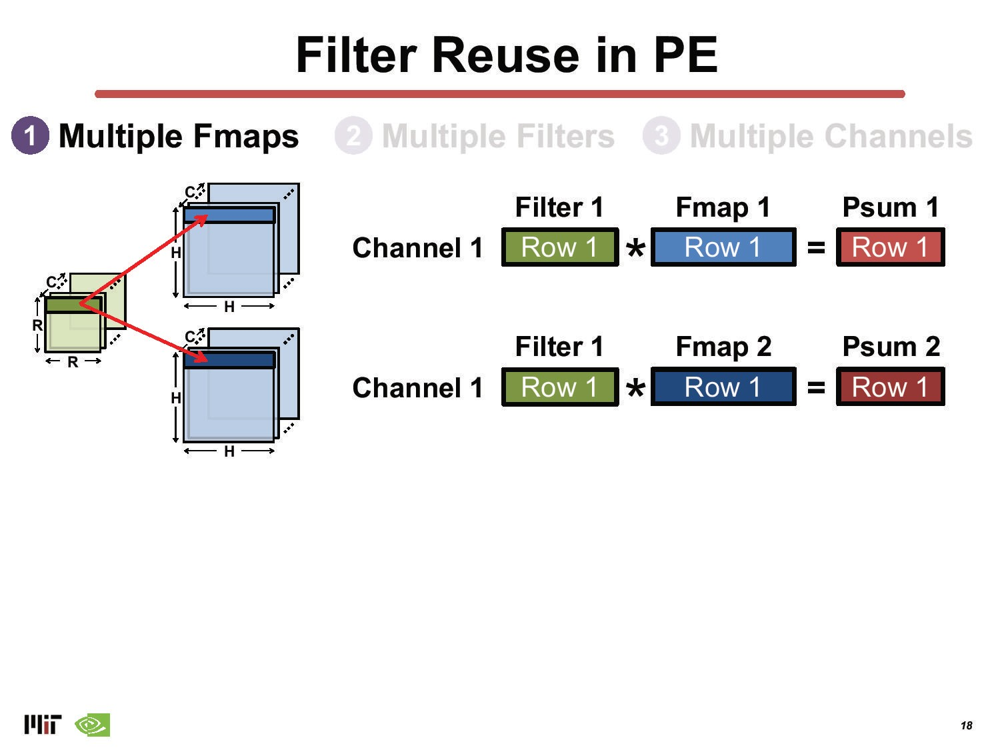 Filter Reuse in PE
1 Multiple Fmaps 2 Multiple Filters 3 Multiple Channels
C
H
H
C
R
R
C
H
H
Filter 1 Fmap 1 Psum 1
Channel 1 Row 1 * Row 1 = Row 1
Filter 1 Fmap 2 Psum 2
Channel 1 Row 1 * Row 1 = Row 1
MIT
18